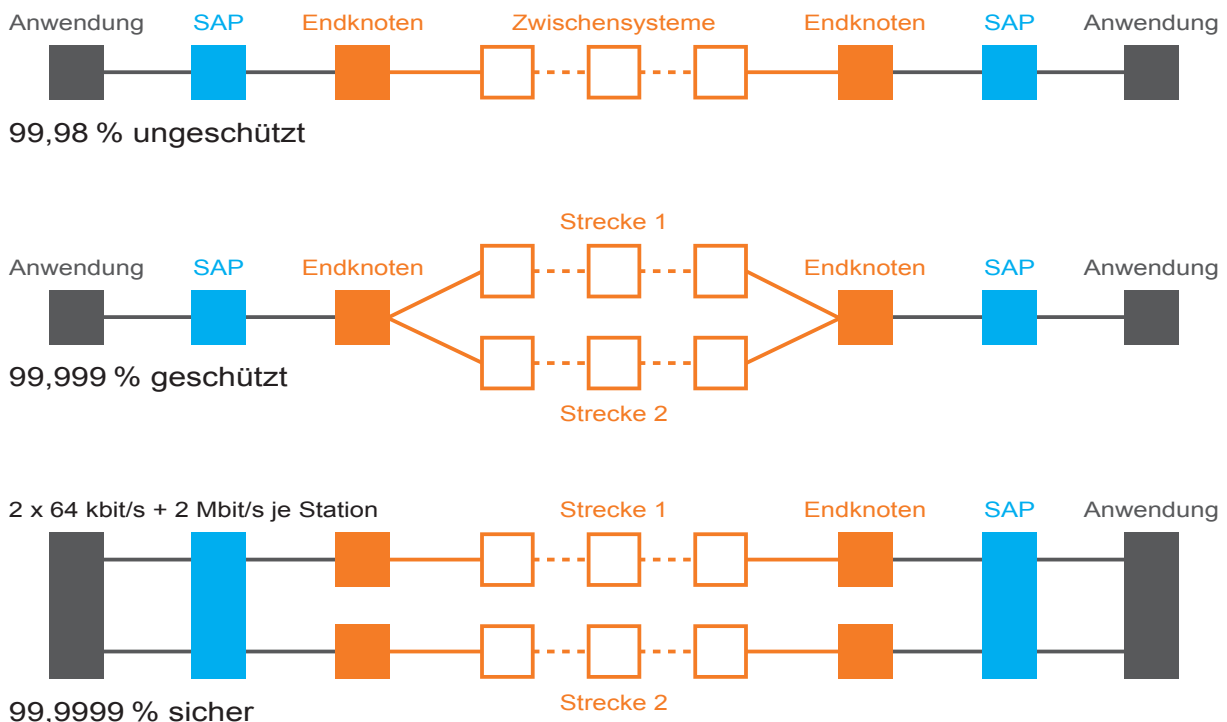 Anwendung SAP Endknoten Zwischensysteme Endknoten SAP Anwendung
99,98 % ungeschützt
Strecke 1
Anwendung SAP Endknoten Endknoten SAP Anwendung
99,999 % geschützt
Strecke 2
2 x 64 kbit/s + 2 Mbit/s je Station Strecke 1 Endknoten SAP Anwendung
Strecke 2
99,9999 % sicher